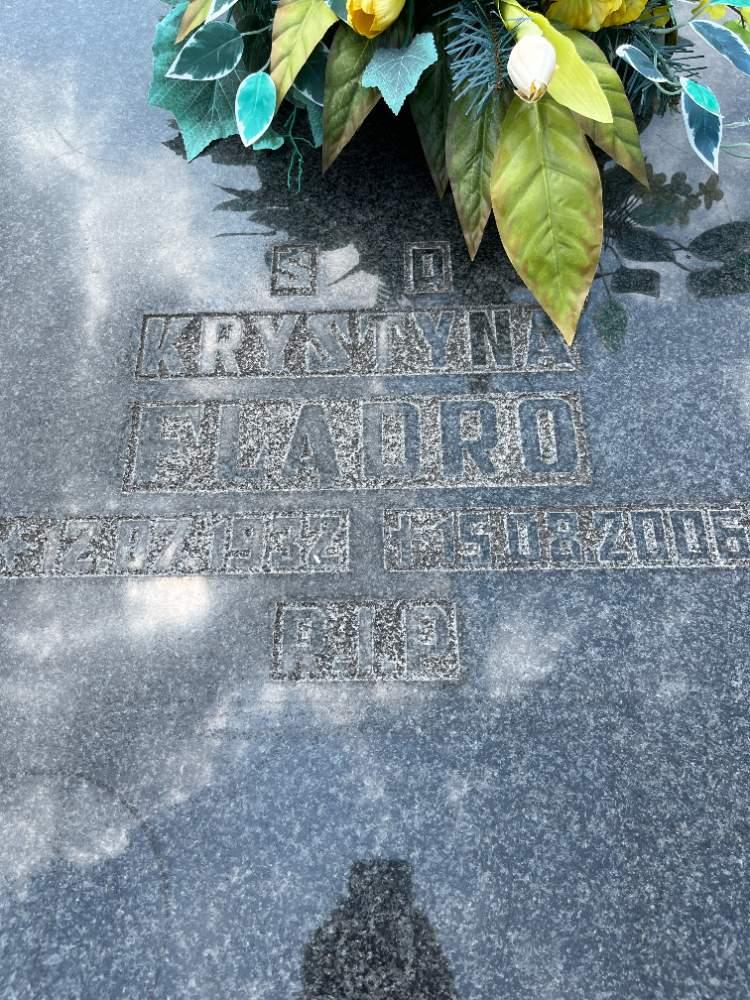 S D
KRYSTYNA
FLADRO
*12.07.1932 †15.08.2006
R.I.P